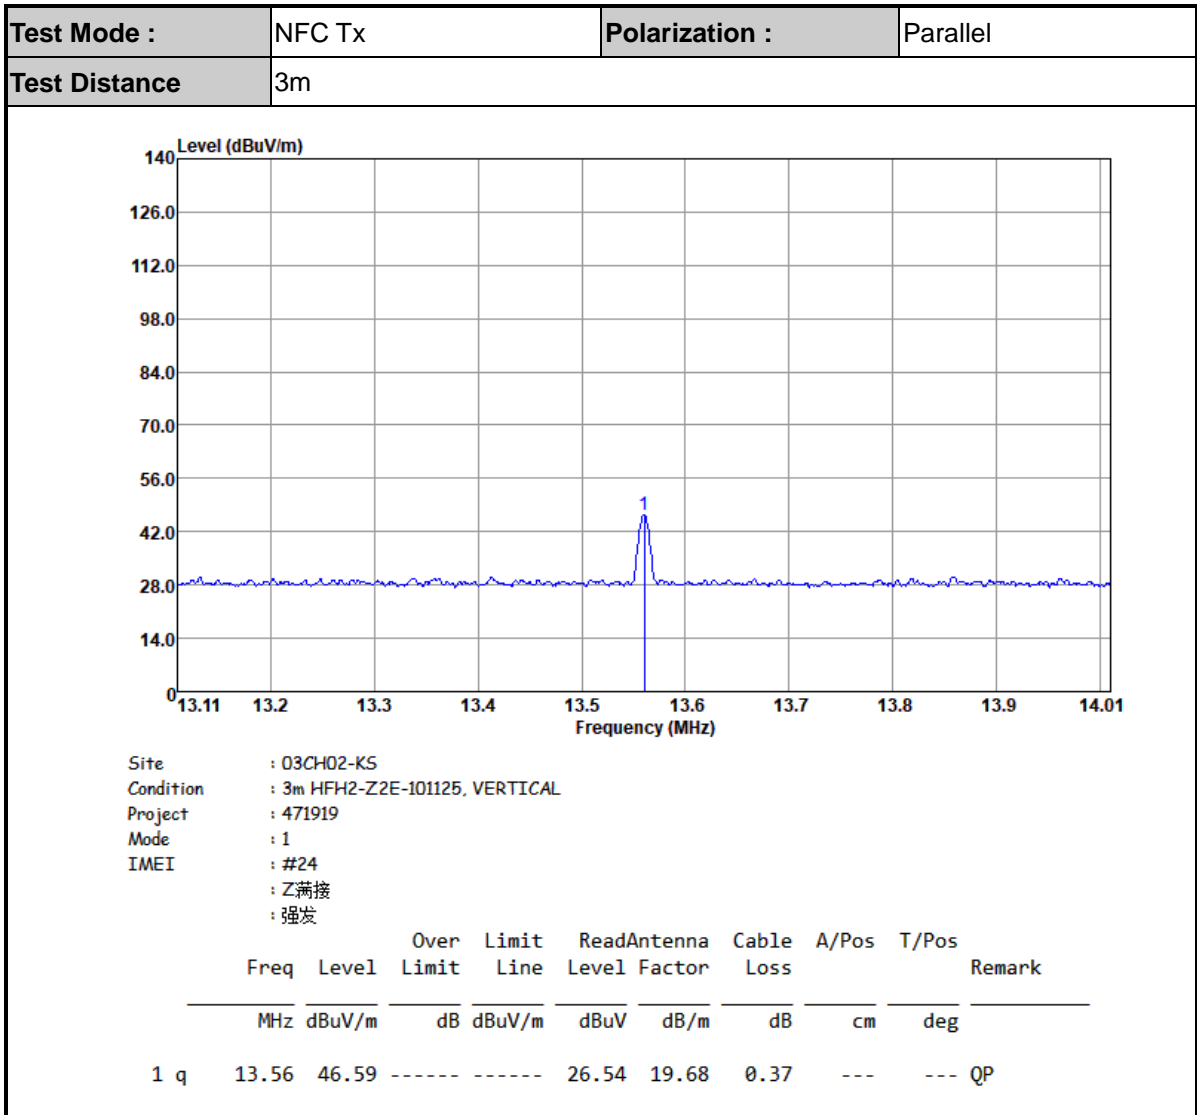 Test Mode : NFC Tx Polarization : Parallel
Test Distance 3m
Level (dBuV/m)
140
126.0
112.0
98.0
84.0
70.0
56.0
1
42.0
28.0
14.0
0
13.11 13.2 13.3 13.4 13.5 13.6 13.7 13.8 13.9 14.01
Frequency (MHz)
Site : 03CH02-KS
Condition : 3m HFH2-Z2E-101125, VERTICAL
Project : 471919
Mode : 1
IMEI : #24
: Z满接
: 强发
Over Limit ReadAntenna Cable A/Pos T/Pos
Freq Level Limit Line Level Factor Loss Remark
MHz dBuV/m dB dBuV/m dBuV dB/m dB cm deg
1 q 13.56 46.59 ------ ------ 26.54 19.68 0.37 --- --- QP